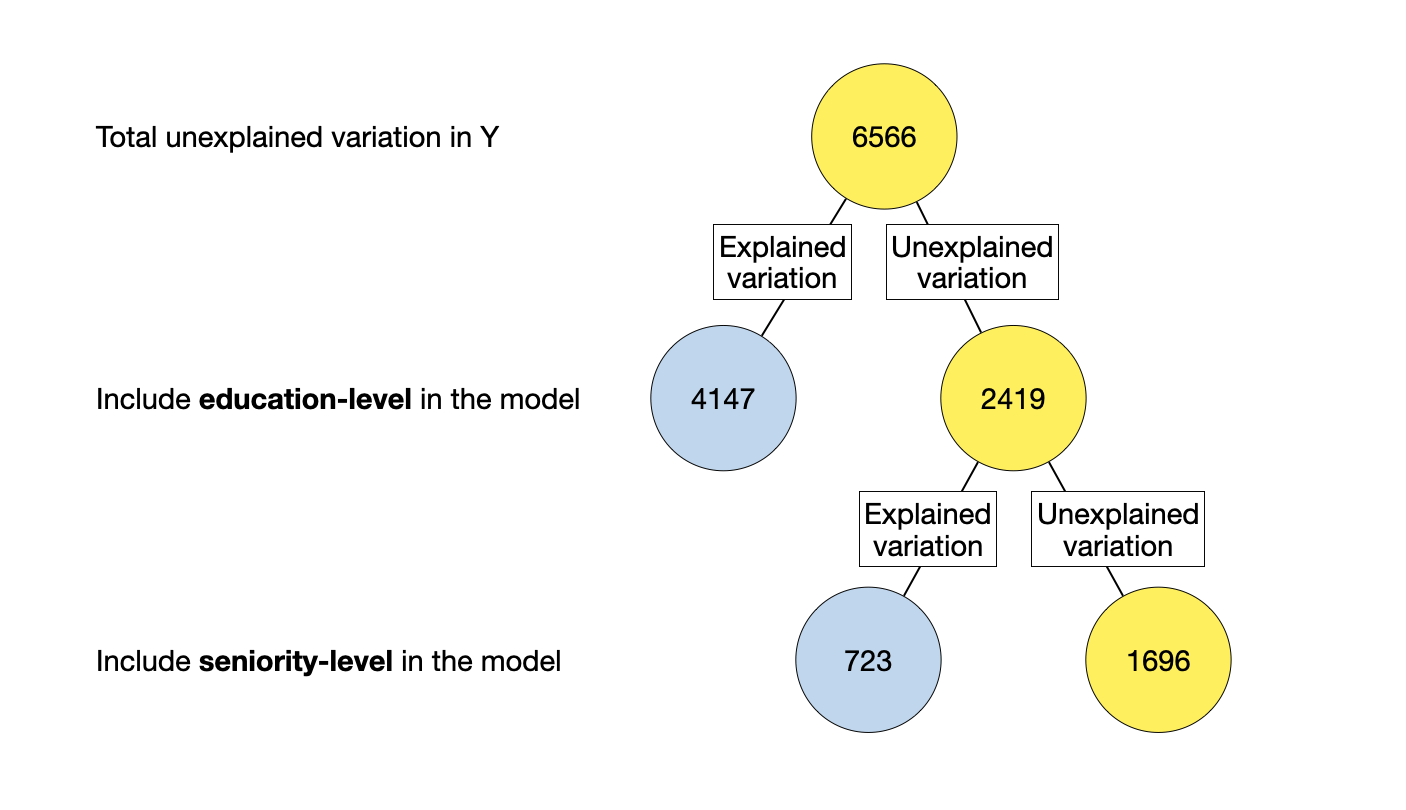 Total unexplained variation in Y
6566
Explained
variation
Unexplained
variation
Include education-level in the model
4147
2419
Explained
variation
Unexplained
variation
Include seniority-level in the model
723
1696